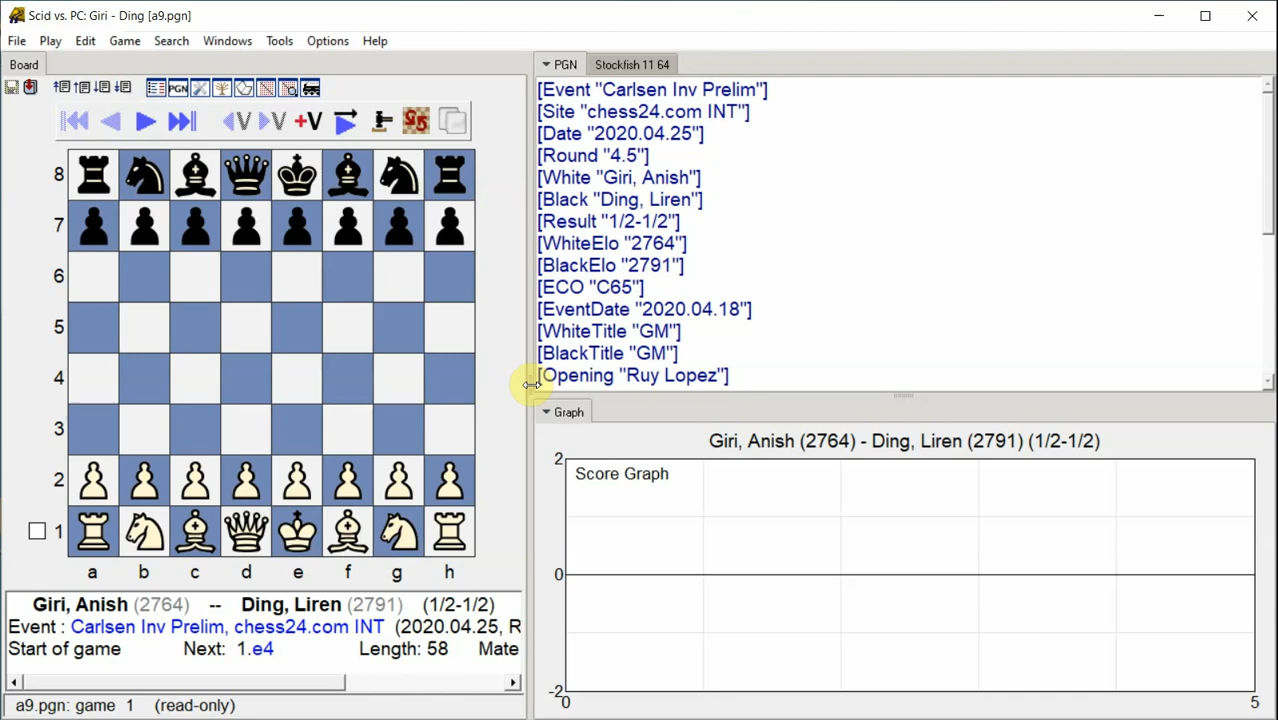 Scid vs. PC: Giri - Ding [a9.pgn]
File Play Edit Game Search Windows Tools Options Help
Board
PGN
V V +V
8
7
6
5
4
3
2
1
a b c d e f g h
Giri, Anish (2764) -- Ding, Liren (2791) (1/2-1/2)
Event : Carlsen Inv Prelim, chess24.com INT (2020.04.25, R
Start of game Next: 1.e4 Length: 58 Mate
a9.pgn: game 1 (read-only)
PGN Stockfish 11 64
[Event "Carlsen Inv Prelim"]
[Site "chess24.com INT"]
[Date "2020.04.25"]
[Round "4.5"]
[White "Giri, Anish"]
[Black "Ding, Liren"]
[Result "1/2-1/2"]
[WhiteElo "2764"]
[BlackElo "2791"]
[ECO "C65"]
[EventDate "2020.04.18"]
[WhiteTitle "GM"]
[BlackTitle "GM"]
[Opening "Ruy Lopez"]
Graph
Giri, Anish (2764) - Ding, Liren (2791) (1/2-1/2)
2
Score Graph
0
-2
0 5